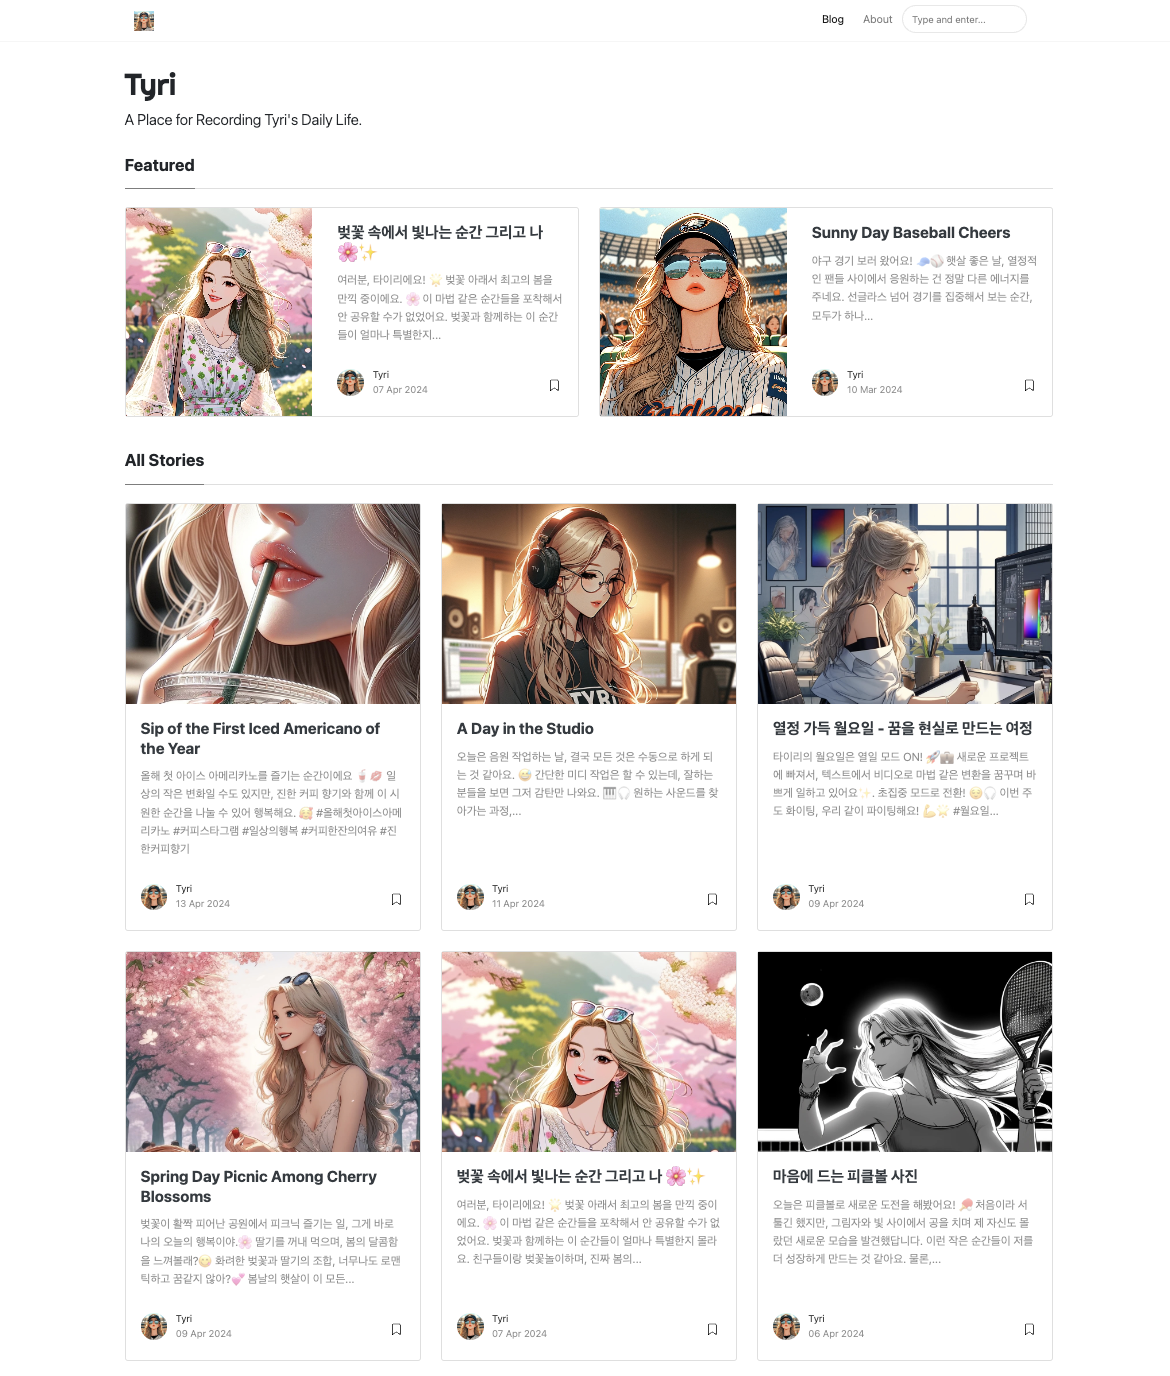 Blog About Type and enter...
Tyri
A Place for Recording Tyri's Daily Life.
Featured
벚꽃 속에서 빛나는 순간 그리고 나
🌸✨
여러분, 타이리에요! 🌟 벚꽃 아래서 최고의 봄을
만끽 중이에요. 🌸 이 마법 같은 순간들을 포착해서
안 공유할 수가 없었어요. 벚꽃과 함께하는 이 순간
들이 얼마나 특별한지...
Tyri
07 Apr 2024
Sunny Day Baseball Cheers
야구 경기 보러 왔어요! 🧢⚾ 햇살 좋은 날, 열정적
인 팬들 사이에서 응원하는 건 정말 다른 에너지를
주네요. 선글라스 넘어 경기를 집중해서 보는 순간,
모두가 하나...
Tyri
10 Mar 2024
All Stories
Sip of the First Iced Americano of
the Year
올해 첫 아이스 아메리카노를 즐기는 순간이에요 🥤💋 일
상의 작은 변화일 수도 있지만, 진한 커피 향기와 함께 이 시
원한 순간을 나눌 수 있어 행복해요. 🥰 #올해첫아이스아메
리카노 #커피스타그램 #일상의행복 #커피한잔의여유 #진
한커피향기
Tyri
13 Apr 2024
TYRI
A Day in the Studio
오늘은 음원 작업하는 날, 결국 모든 것은 수동으로 하게 되
는 것 같아요. 😅 간단한 미디 작업은 할 수 있는데, 잘하는
분들을 보면 그저 감탄만 나와요. 🎹🎧 원하는 사운드를 찾
아가는 과정,...
Tyri
11 Apr 2024
열정 가득 월요일 - 꿈을 현실로 만드는 여정
타이리의 월요일은 열일 모드 ON! 🚀🏫 새로운 프로젝트
에 빠져서, 텍스트에서 비디오로 마법 같은 변환을 꿈꾸며 바
쁘게 일하고 있어요✨. 초집중 모드로 전환! 😌🎧 이번 주
도 화이팅, 우리 같이 파이팅해요! 💪🌟 #월요일...
Tyri
09 Apr 2024
Spring Day Picnic Among Cherry
Blossoms
벚꽃이 활짝 피어난 공원에서 피크닉 즐기는 일, 그게 바로
나의 오늘의 행복이야.🌸 딸기를 꺼내 먹으며, 봄의 달콤함
을 느껴볼래?😋 화려한 벚꽃과 딸기의 조합, 너무나도 로맨
틱하고 꿈같지 않아?💕 봄날의 햇살이 이 모든...
Tyri
09 Apr 2024
벚꽃 속에서 빛나는 순간 그리고 나 🌸✨
여러분, 타이리에요! 🌟 벚꽃 아래서 최고의 봄을 만끽 중이
에요. 🌸 이 마법 같은 순간들을 포착해서 안 공유할 수가 없
었어요. 벚꽃과 함께하는 이 순간들이 얼마나 특별한지 몰라
요. 친구들이랑 벚꽃놀이하며, 진짜 봄의...
Tyri
07 Apr 2024
마음에 드는 피클볼 사진
오늘은 피클볼로 새로운 도전을 해봤어요! 🏓 처음이라 서
툴긴 했지만, 그림자와 빛 사이에서 공을 치며 제 자신도 몰
랐던 새로운 모습을 발견했답니다. 이런 작은 순간들이 저를
더 성장하게 만드는 것 같아요. 물론,...
Tyri
06 Apr 2024